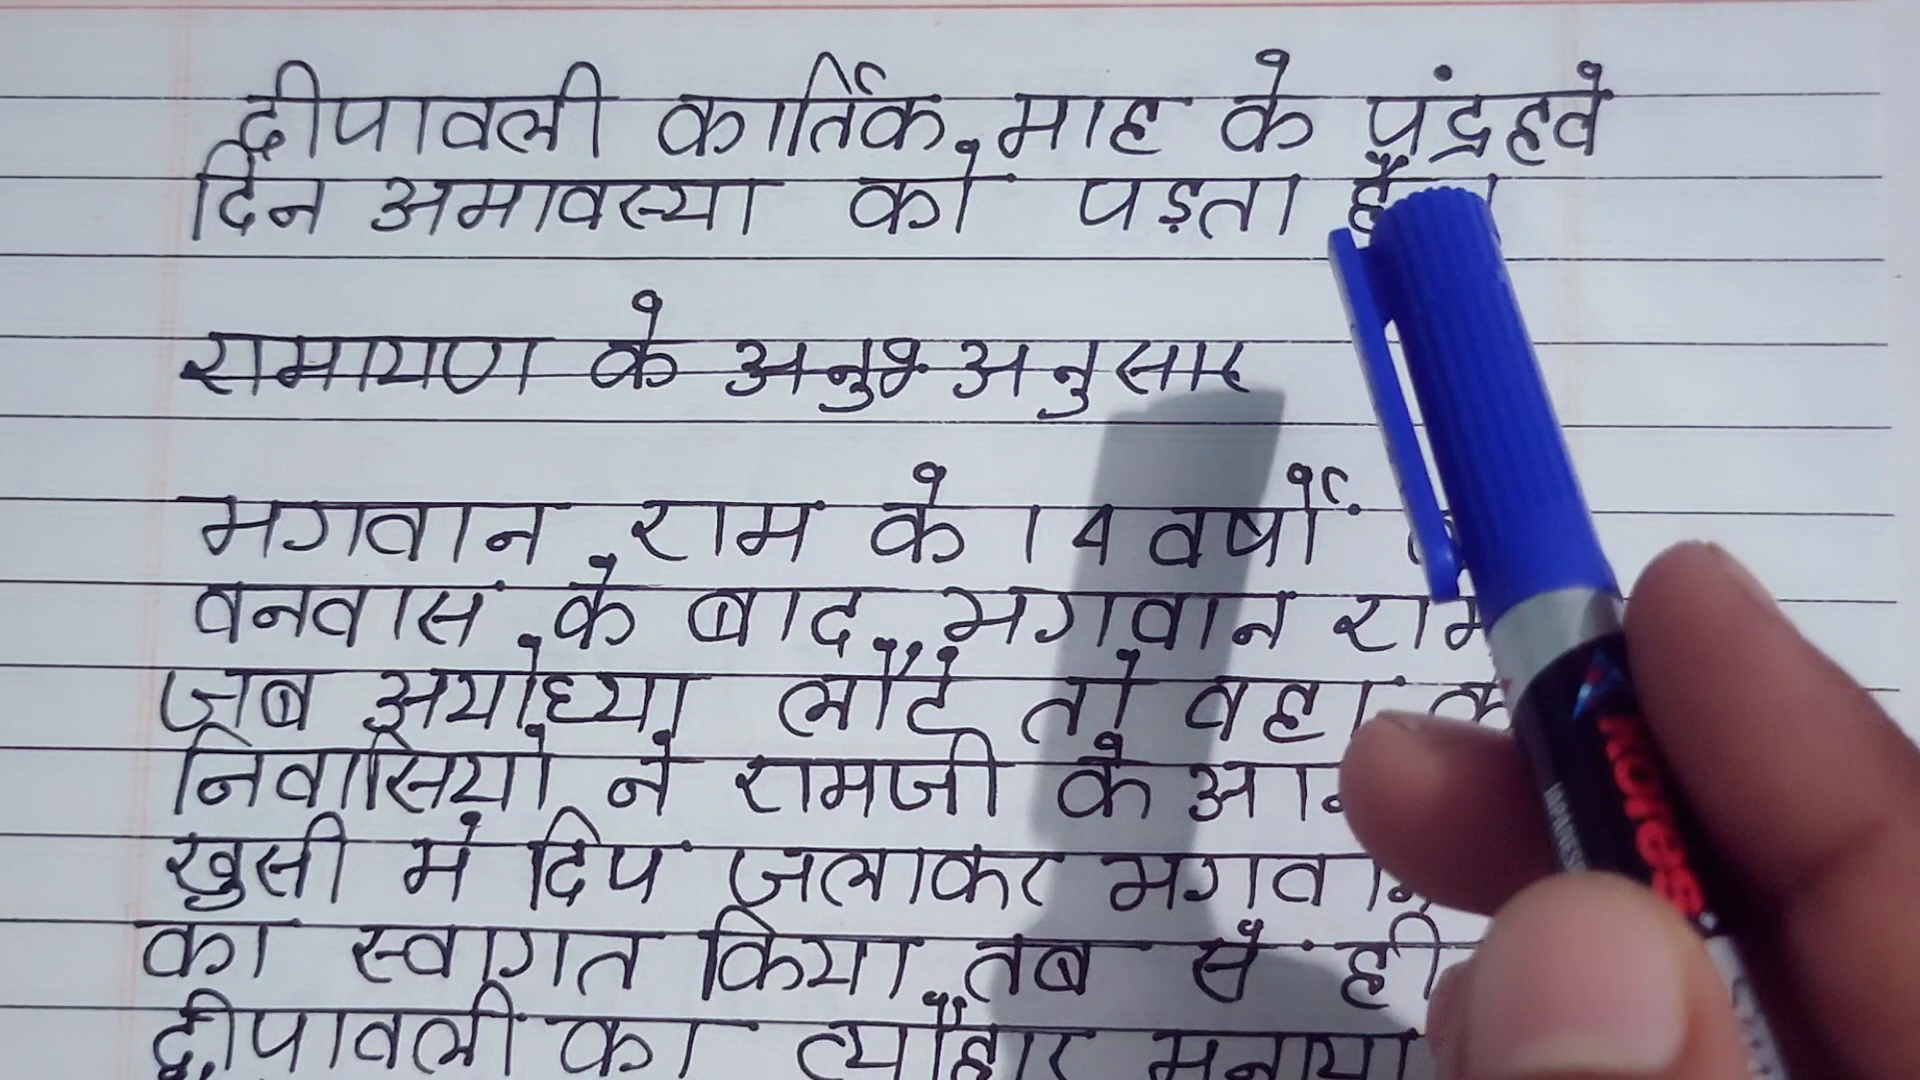 दीपावली कार्तिक माह के पंद्रहवे
दिन अमावस्या को पड़ता है
रामायण के अनुश्र अनुसार
भगवान राम के 14 वर्षों
वनवास के बाद भगवान राम
जब अयोध्या लौटे तो वहा
निवासियो ने रामजी के
खुसी मे दिप जलाकर
का स्वागत किया तब से ही
दीपावली का त्यौहार मनाया
kores